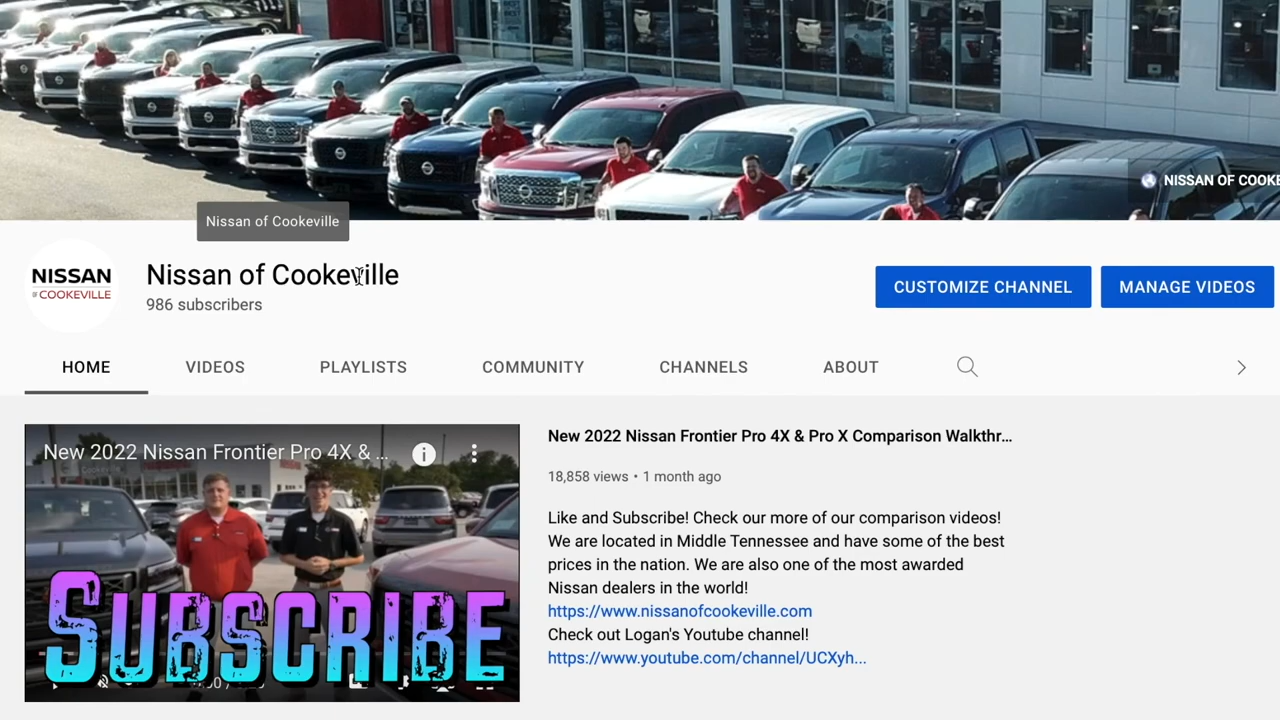 NISSAN OF COOKE
Nissan of Cookeville
NISSAN
OF COOKEVILLE
Nissan of Cookeville
986 subscribers
CUSTOMIZE CHANNEL
MANAGE VIDEOS
HOME
VIDEOS
PLAYLISTS
COMMUNITY
CHANNELS
ABOUT
New 2022 Nissan Frontier Pro 4X & ...
SUBSCRIBE
New 2022 Nissan Frontier Pro 4X & Pro X Comparison Walkthr...
18,858 views • 1 month ago
Like and Subscribe! Check our more of our comparison videos!
We are located in Middle Tennessee and have some of the best
prices in the nation. We are also one of the most awarded
Nissan dealers in the world!
https://www.nissanofcookeville.com
Check out Logan's Youtube channel!
https://www.youtube.com/channel/UCXyh...